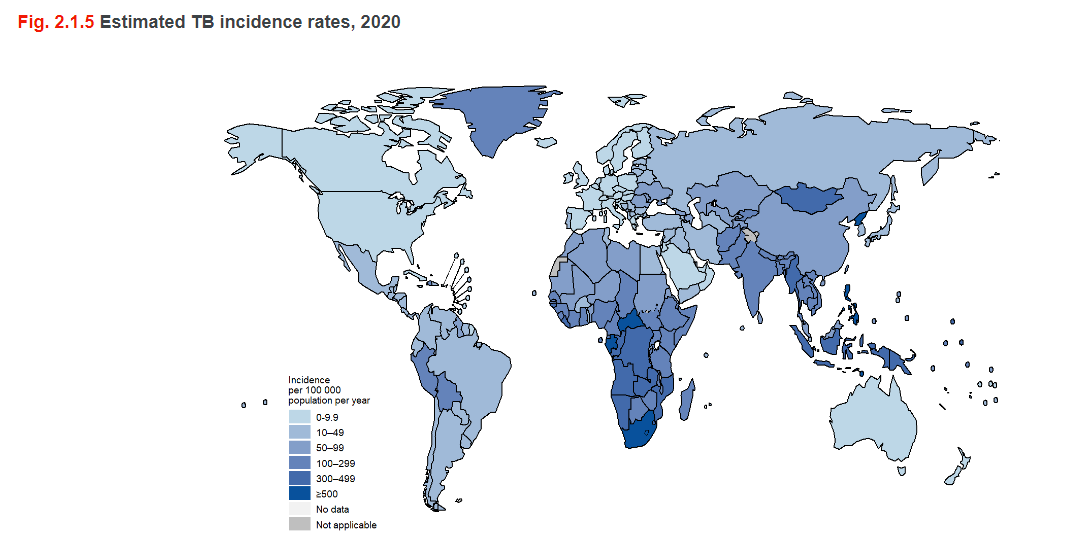 Fig. 2.1.5 Estimated TB incidence rates, 2020
Incidence
per 100 000
population per year
0-9.9
10–49
50–99
100–299
300–499
≥500
No data
Not applicable